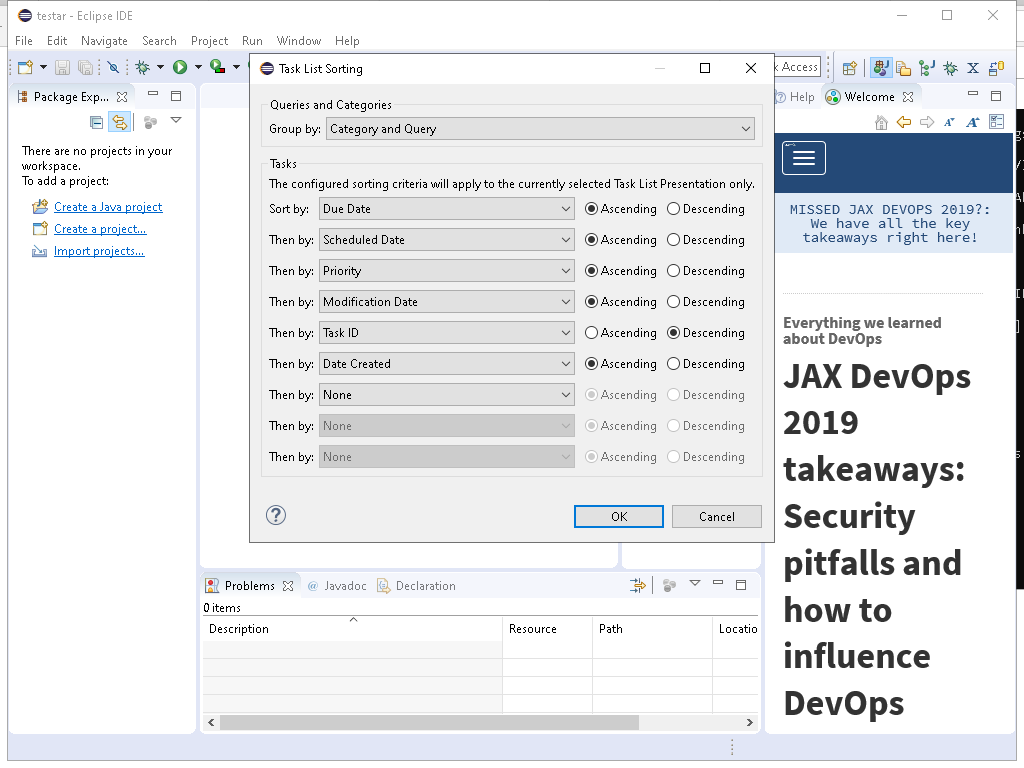 testar - Eclipse IDE
File Edit Navigate Search Project Run Window Help
Access
Package Exp...
There are no projects in your
workspace.
To add a project:
Create a Java project
Create a project...
Import projects...
Task List Sorting
Queries and Categories
Group by: Category and Query
Tasks
The configured sorting criteria will apply to the currently selected Task List Presentation only.
Sort by: Due Date Ascending Descending
Then by: Scheduled Date Ascending Descending
Then by: Priority Ascending Descending
Then by: Modification Date Ascending Descending
Then by: Task ID Ascending Descending
Then by: Date Created Ascending Descending
Then by: None Ascending Descending
Then by: None Ascending Descending
Then by: None Ascending Descending
OK Cancel
Help Welcome
MISSED JAX DEVOPS 2019?:
We have all the key
takeaways right here!
Everything we learned
about DevOps
JAX DevOps
2019
takeaways:
Security
pitfalls and
how to
influence
DevOps
Problems Javadoc Declaration
0 items
Description Resource Path Locatio